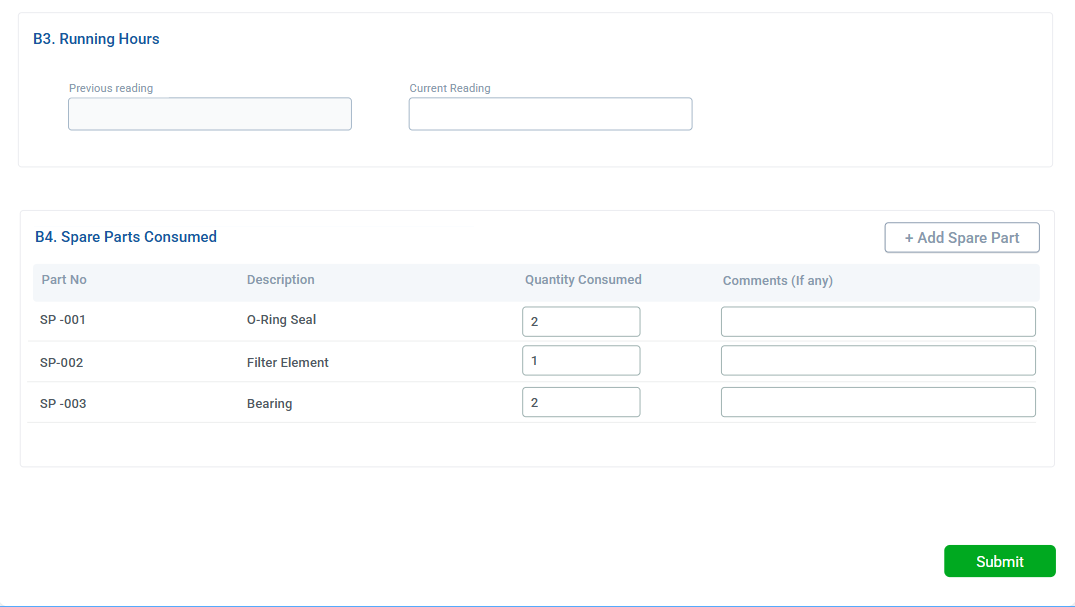 B3. Running Hours
Previous reading
Current Reading
B4. Spare Parts Consumed
+ Add Spare Part
Part No Description Quantity Consumed Comments (If any)
SP -001 O-Ring Seal 2
SP-002 Filter Element 1
SP -003 Bearing 2
Submit